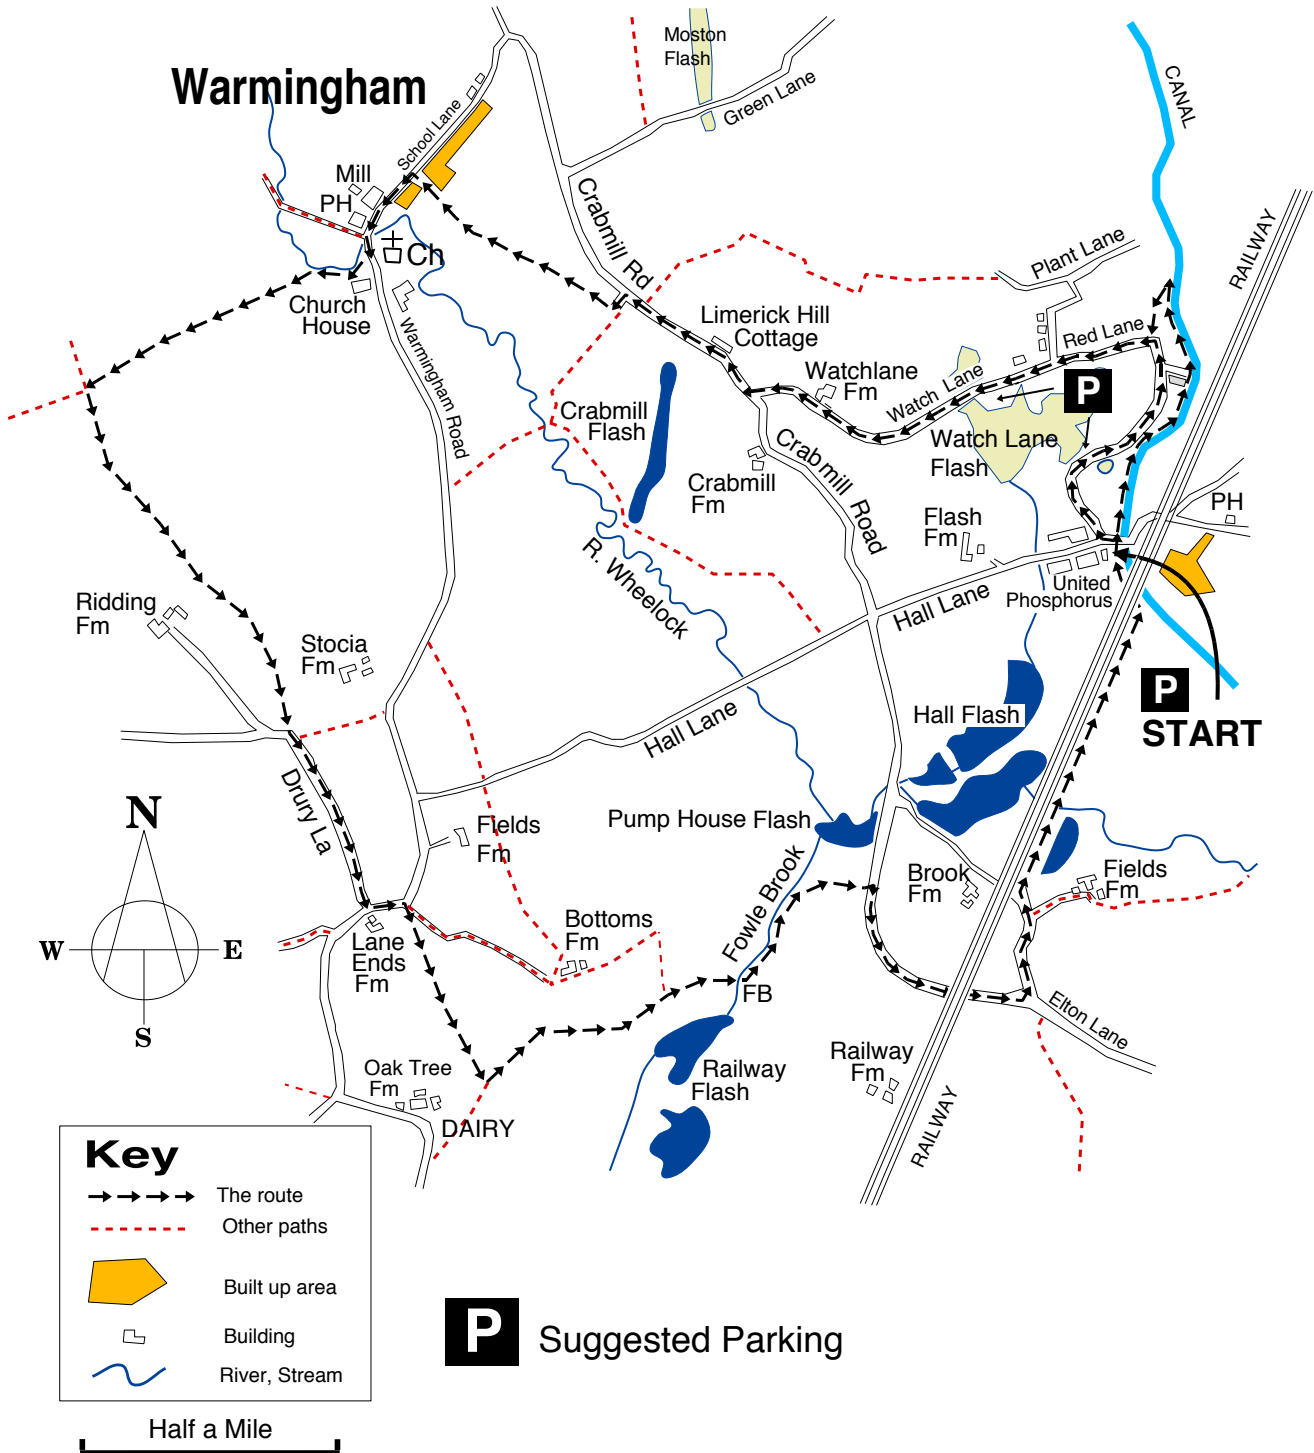 Moston
Flash
Green Lane
CANAL
Warmingham
School Lane
Mill
PH
Ch
Church
House
Warmingham Road
Crabmill Rd
Plant Lane
RAILWAY
Limerick Hill
Cottage
Red Lane
Watchlane
Fm
Watch Lane
P
Crabmill
Flash
Watch Lane
Flash
Crabmill
Fm
Crabmill Road
PH
Flash
Fm
R. Wheelock
United
Phosphorus
Hall Lane
Ridding
Fm
Stocia
Fm
P
START
Hall Flash
Hall Lane
Drury La
N
W
E
S
Fields
Fm
Pump House Flash
Fowle Brook
Brook
Fm
Fields
Fm
Bottoms
Fm
Lane
Ends
Fm
FB
Elton Lane
Railway
Fm
Railway
Flash
Oak Tree
Fm
DAIRY
RAILWAY
Key
The route
Other paths
Built up area
Building
River, Stream
Half a Mile
P
Suggested Parking